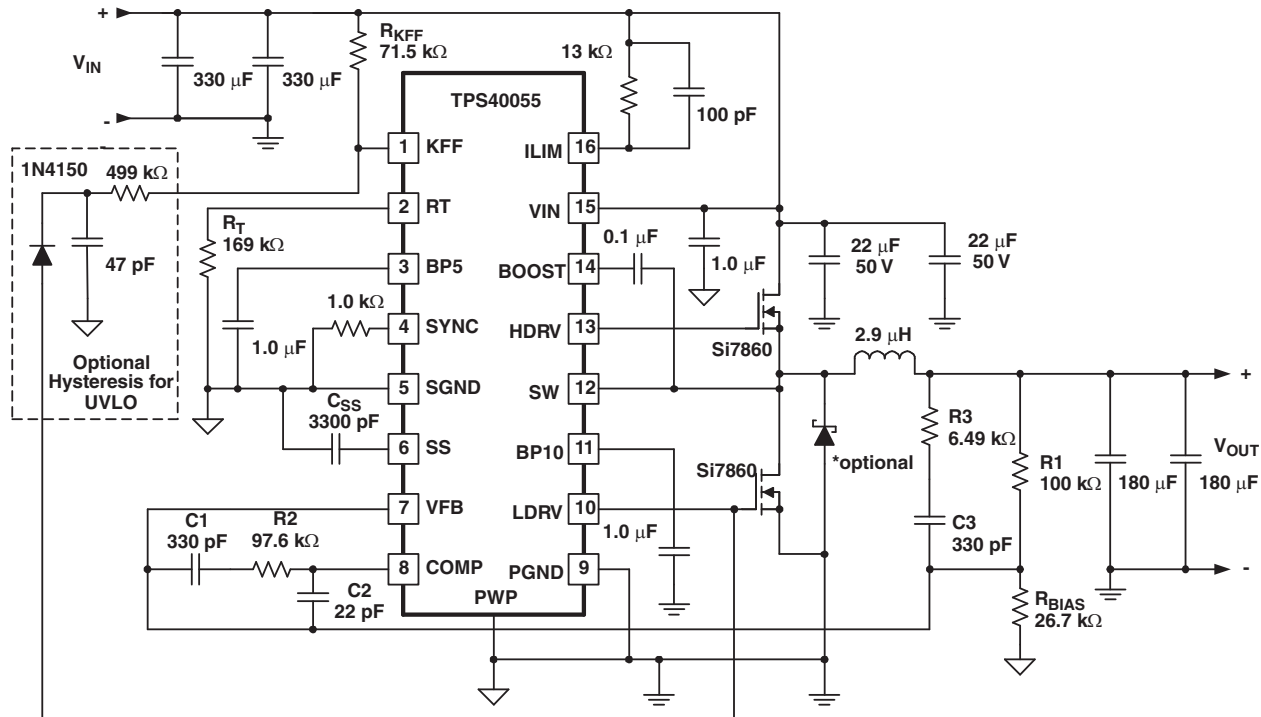 +
R_KFF
71.5 kΩ
13 kΩ
V_IN
330 µF
330 µF
TPS40055
100 pF
-
1 KFF
ILIM 16
1N4150
499 kΩ
2 RT
VIN 15
R_T
169 kΩ
47 pF
0.1 µF
1.0 µF
22 µF
50 V
22 µF
50 V
3 BP5
BOOST 14
1.0 kΩ
4 SYNC
HDRV 13
1.0 µF
Si7860
2.9 µH
Optional
Hysteresis for
UVLO
5 SGND
SW 12
+
C_SS
3300 pF
R3
6.49 kΩ
*optional
6 SS
BP10 11
Si7860
R1
100 kΩ
V_OUT
180 µF
180 µF
7 VFB
LDRV 10
C1
330 pF
R2
97.6 kΩ
1.0 µF
C3
330 pF
8 COMP
PGND 9
-
C2
22 pF
PWP
R_BIAS
26.7 kΩ